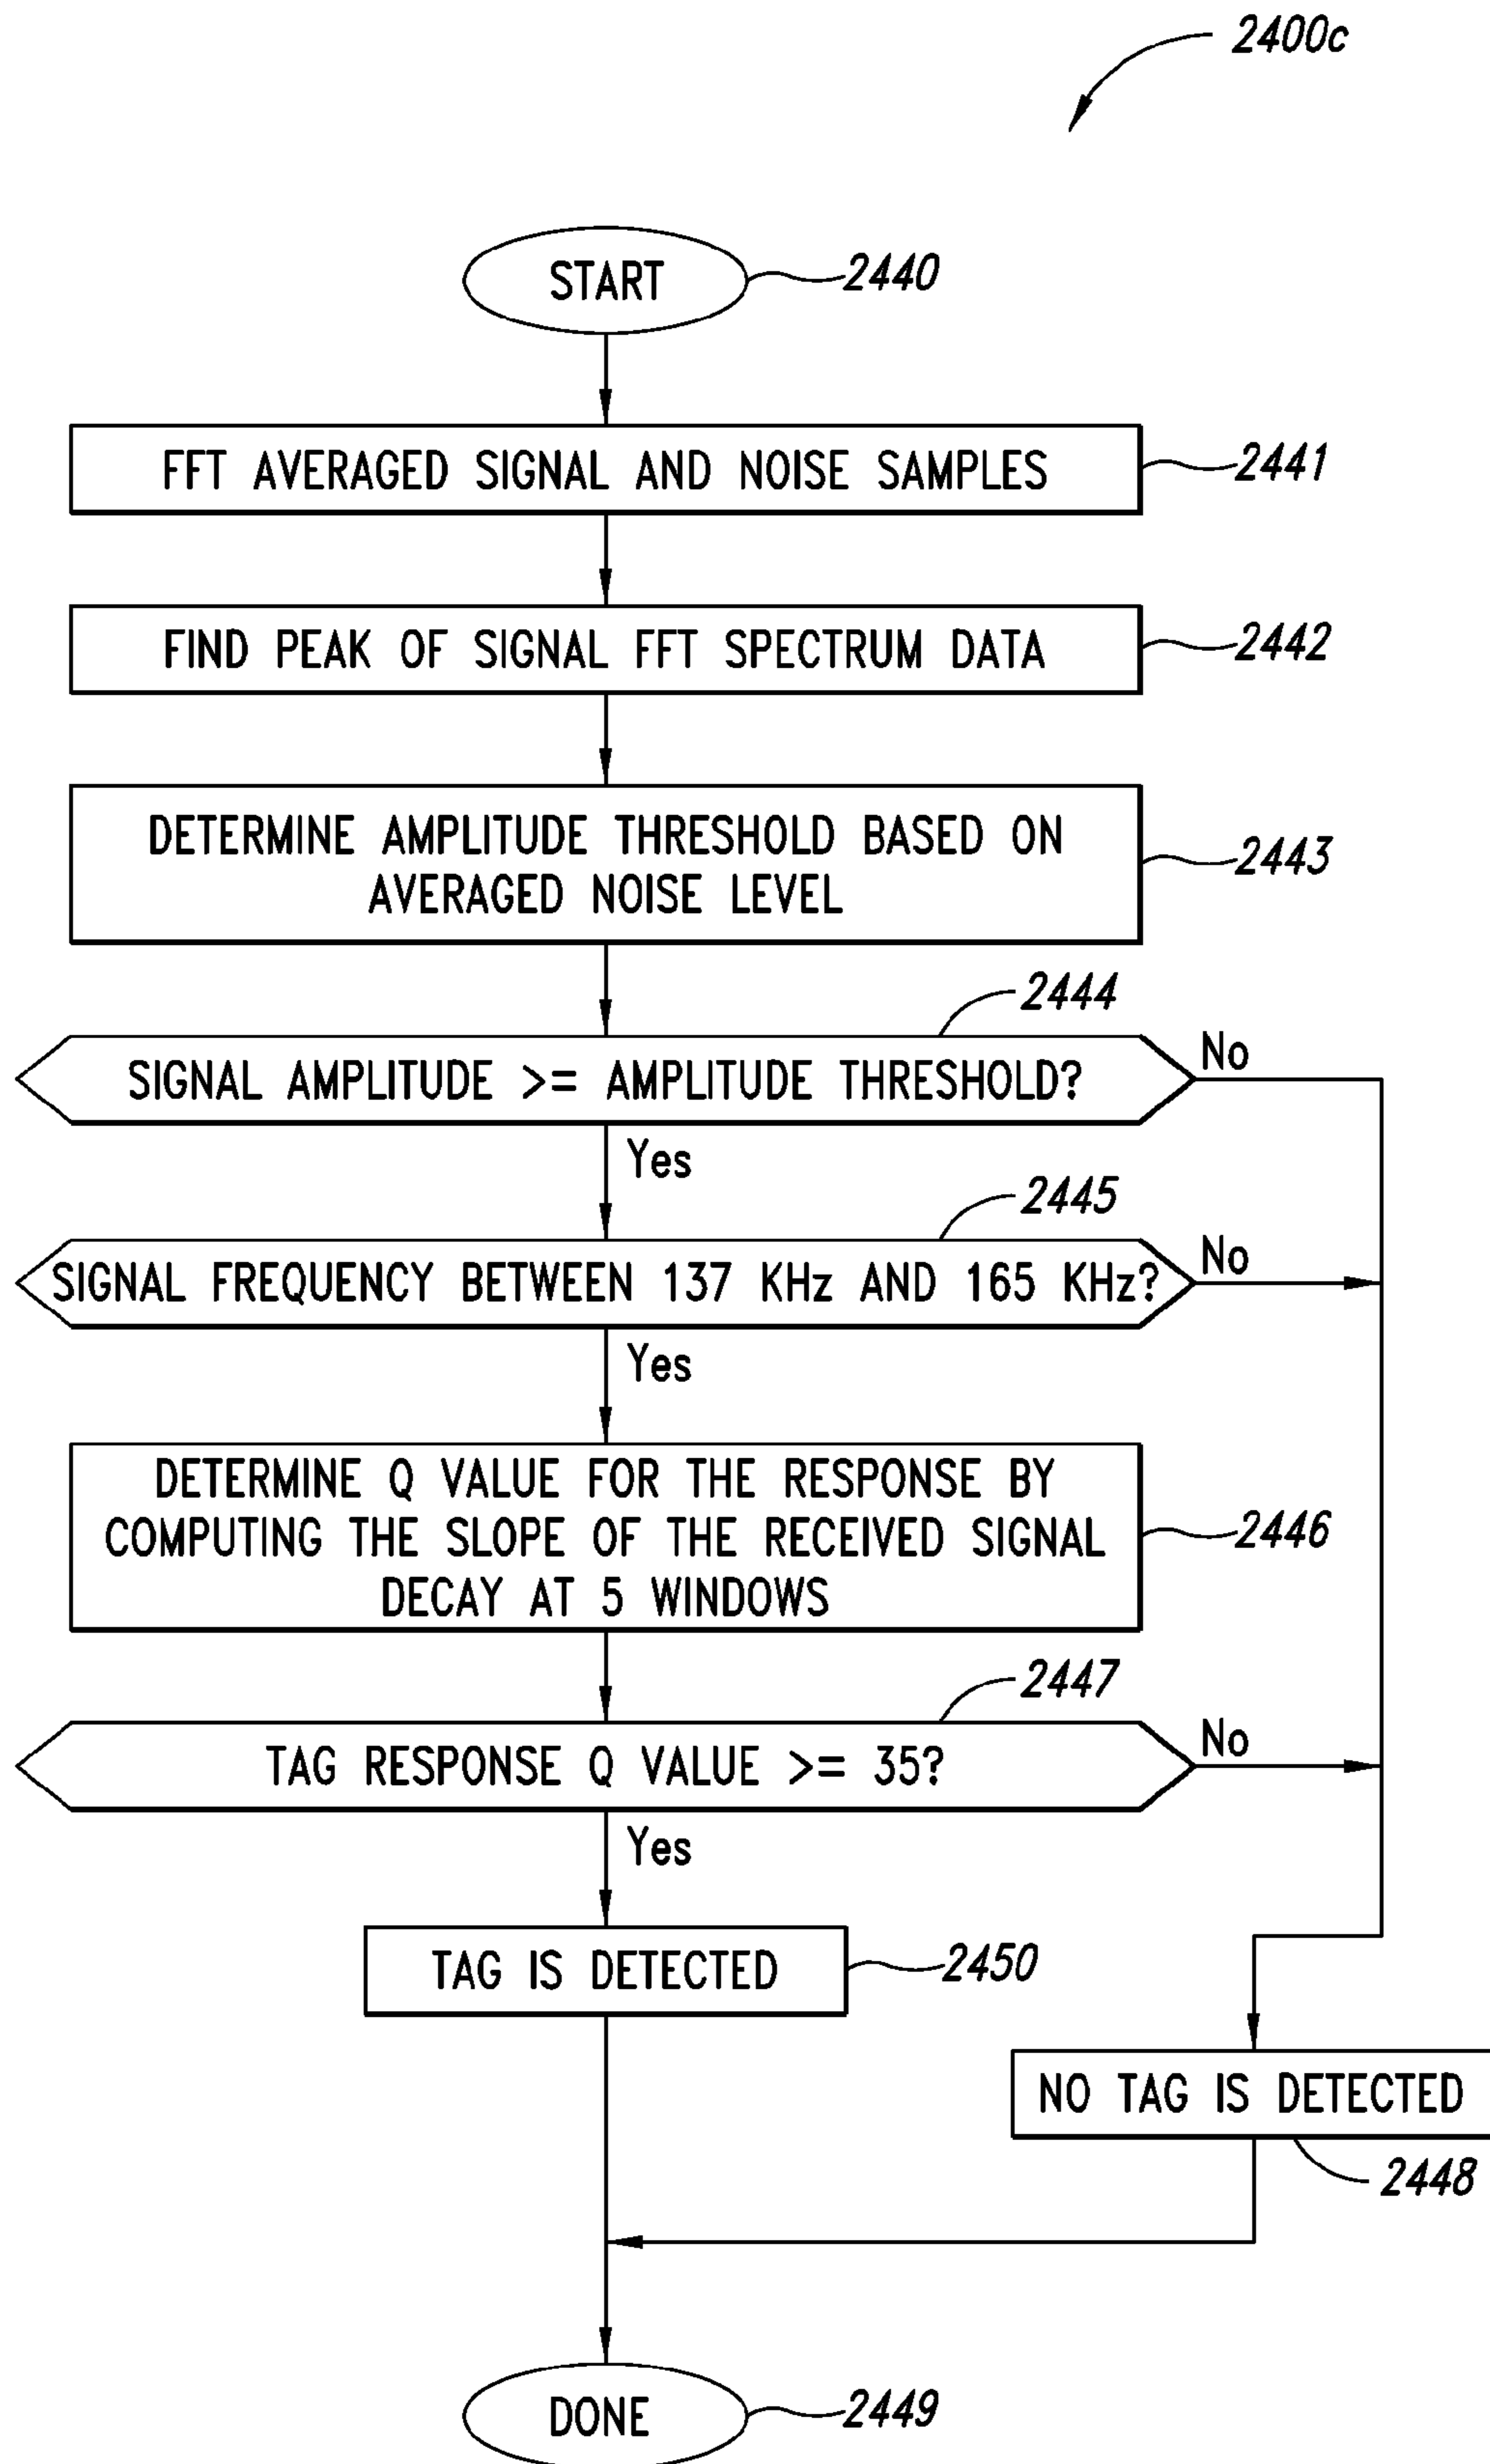 2400c
START
2440
FFT AVERAGED SIGNAL AND NOISE SAMPLES
2441
FIND PEAK OF SIGNAL FFT SPECTRUM DATA
2442
DETERMINE AMPLITUDE THRESHOLD BASED ON
AVERAGED NOISE LEVEL
2443
2444
SIGNAL AMPLITUDE >= AMPLITUDE THRESHOLD?
No
Yes
2445
SIGNAL FREQUENCY BETWEEN 137 KHz AND 165 KHz?
No
Yes
DETERMINE Q VALUE FOR THE RESPONSE BY
COMPUTING THE SLOPE OF THE RECEIVED SIGNAL
DECAY AT 5 WINDOWS
2446
2447
TAG RESPONSE Q VALUE >= 35?
No
Yes
TAG IS DETECTED
2450
NO TAG IS DETECTED
2448
DONE
2449